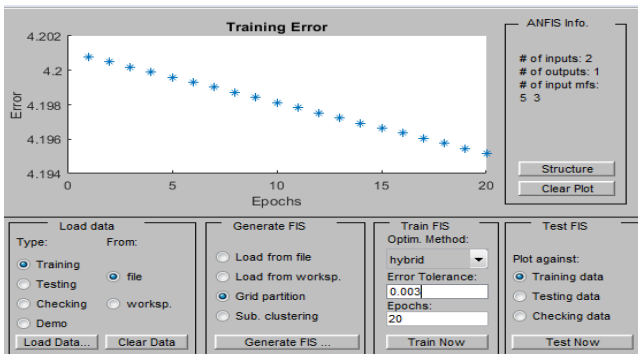 Training Error
4.202
4.2
4.198
4.196
4.194
Error
0
5
10
15
20
Epochs
ANFIS Info.
# of inputs: 2
# of outputs: 1
# of input mfs:
5 3
Structure
Clear Plot
Load data
Type:
From:
Training
Testing
Checking
Demo
file
worksp.
Load Data...
Clear Data
Generate FIS
Load from file
Load from worksp.
Grid partition
Sub. clustering
Generate FIS ...
Train FIS
Optim. Method:
hybrid
Error Tolerance:
0.003
Epochs:
20
Train Now
Test FIS
Plot against:
Training data
Testing data
Checking data
Test Now